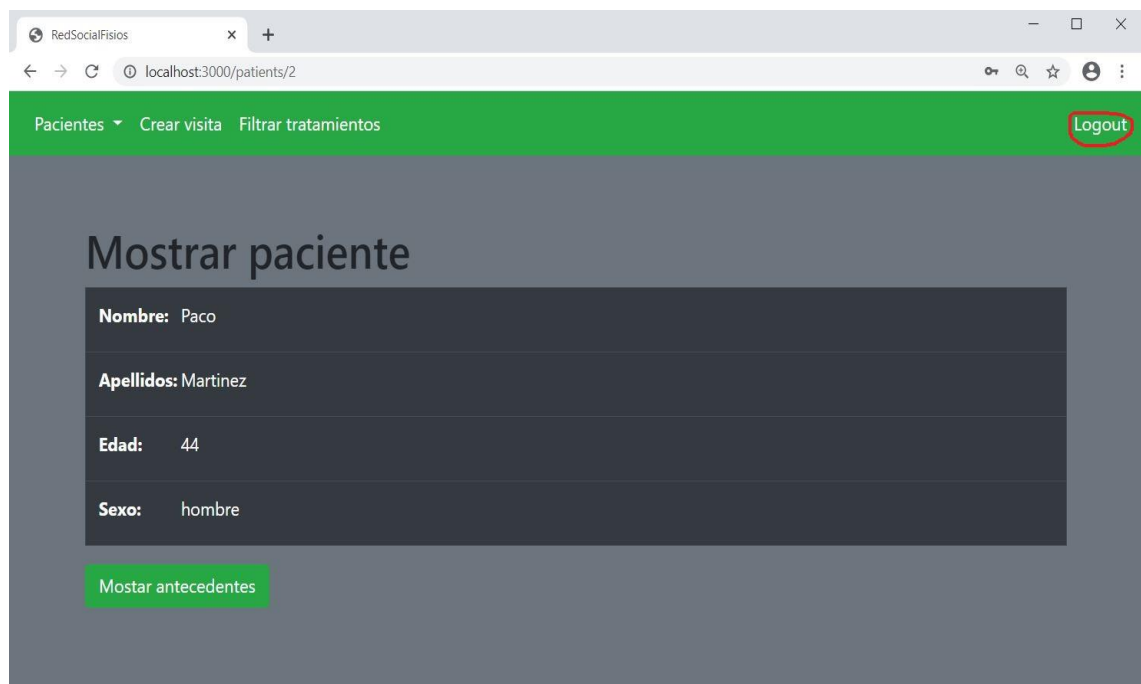 RedSocialFisios
localhost:3000/patients/2
Pacientes Crear visita Filtrar tratamientos Logout
Mostrar paciente
Nombre: Paco
Apellidos: Martinez
Edad: 44
Sexo: hombre
Mostar antecedentes